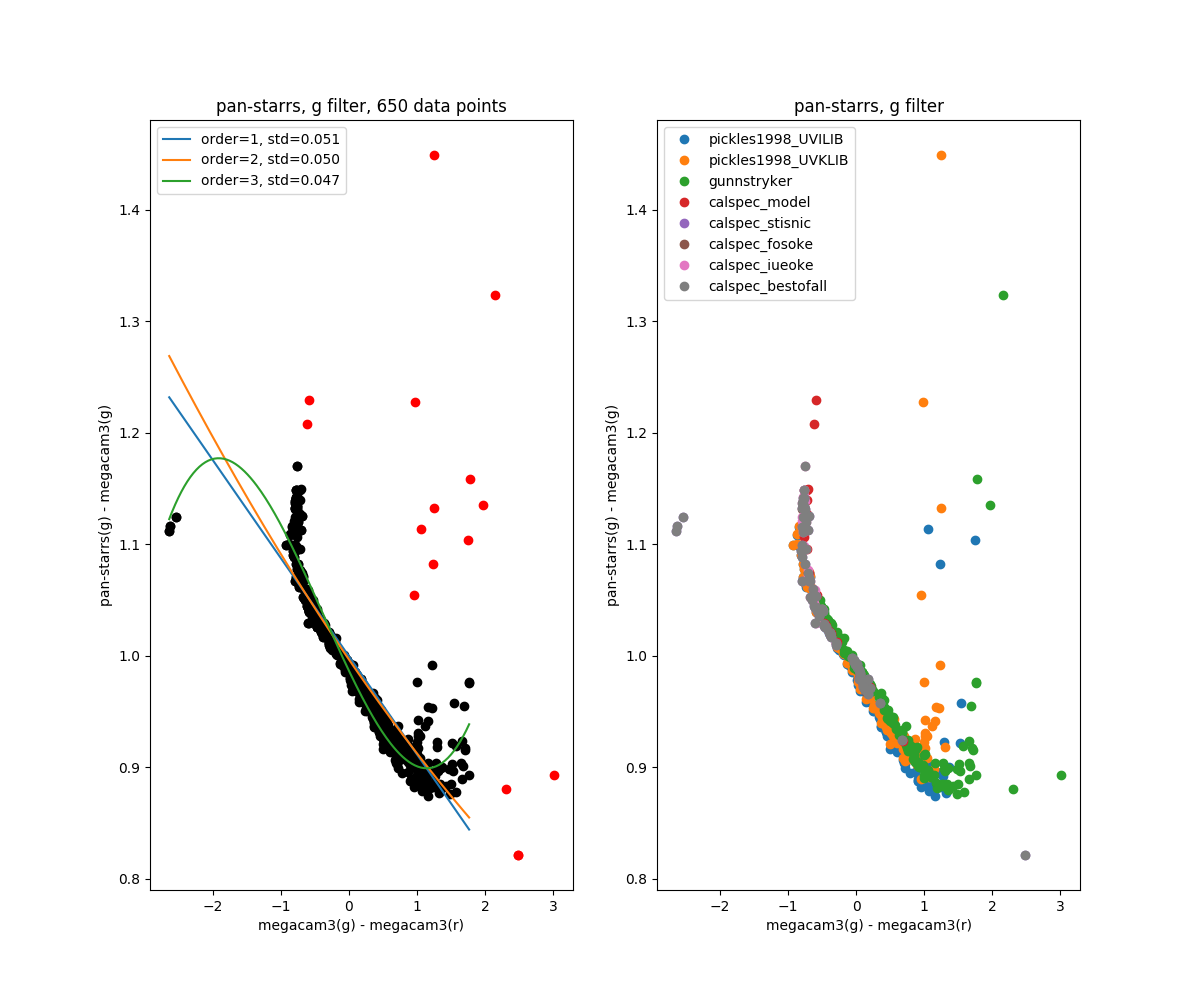 pan-starrs, g filter, 650 data points
order=1, std=0.051
order=2, std=0.050
order=3, std=0.047
pan-starrs(g) - megacam3(g)
1.4
1.3
1.2
1.1
1.0
0.9
0.8
−2
−1
0
1
2
3
megacam3(g) - megacam3(r)
pan-starrs, g filter
pickles1998_UVILIB
pickles1998_UVKLIB
gunnstryker
calspec_model
calspec_stisnic
calspec_fosoke
calspec_iueoke
calspec_bestofall
pan-starrs(g) - megacam3(g)
1.4
1.3
1.2
1.1
1.0
0.9
0.8
−2
−1
0
1
2
3
megacam3(g) - megacam3(r)